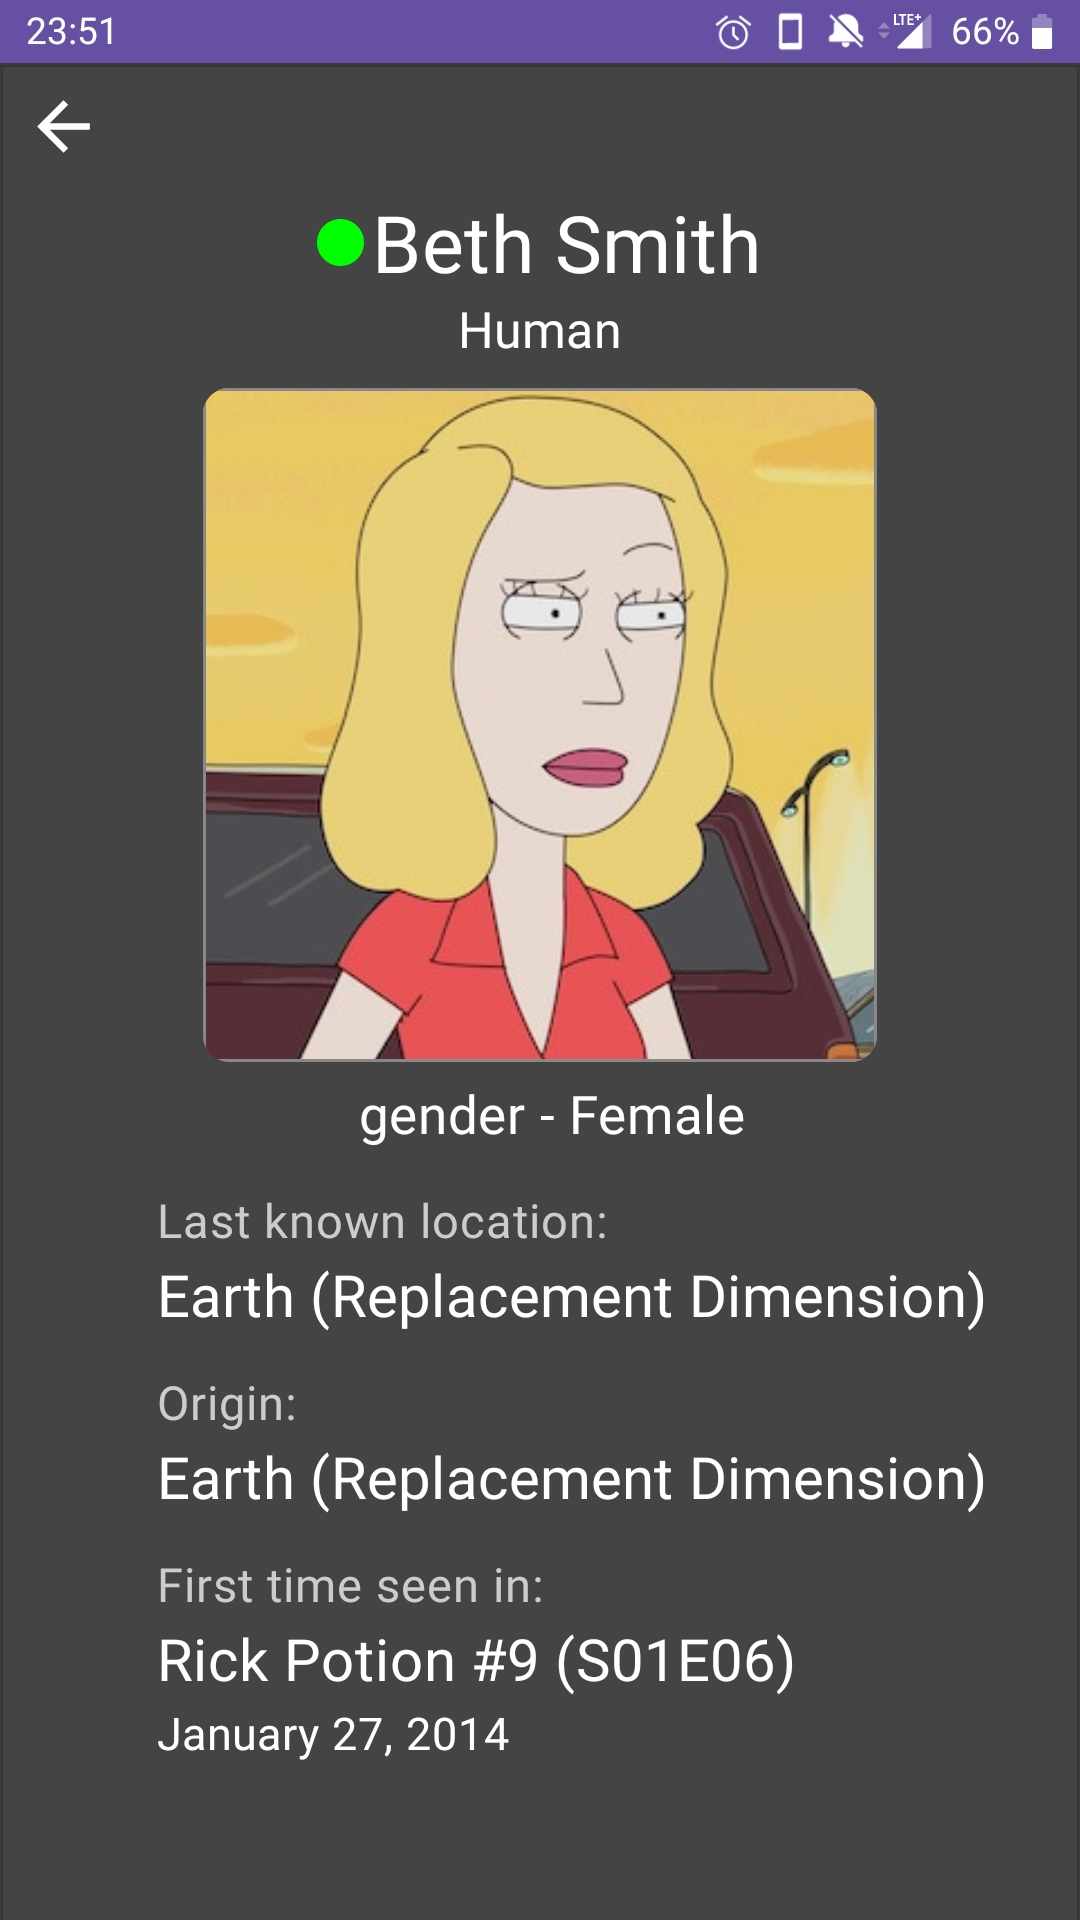 23:51
LTE+
66%
Beth Smith
Human
gender - Female
Last known location:
Earth (Replacement Dimension)
Origin:
Earth (Replacement Dimension)
First time seen in:
Rick Potion #9 (S01E06)
January 27, 2014